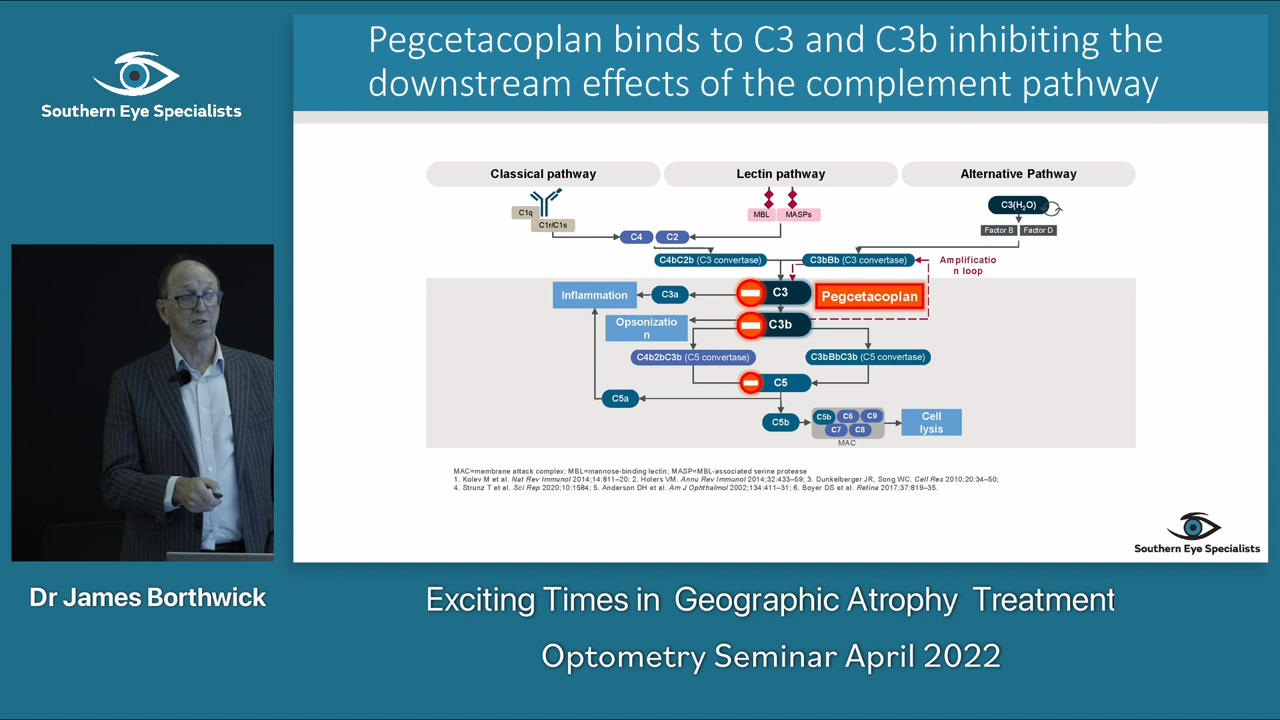 Southern Eye Specialists
Pegcetacoplan binds to C3 and C3b inhibiting the
downstream effects of the complement pathway
Classical pathway
Lectin pathway
Alternative Pathway
C1q
C1r/C1s
MBL
MASPs
C3(H₂O)
Factor B
Factor D
C4
C2
C4bC2b (C3 convertase)
C3bBb (C3 convertase)
Amplificatio
n loop
Inflammation
C3a
C3
Pegcetacoplan
Opsonizatio
n
C3b
C4b2bC3b (C5 convertase)
C3bBbC3b (C5 convertase)
C5
C5a
C5b
C5b
C6
C9
C7
C8
MAC
Cell
lysis
MAC=membrane attack complex; MBL=mannose-binding lectin; MASP=MBL-associated serine protease
1. Kolev M et al. Nat Rev Immunol 2014;14:811–20; 2. Holers VM. Annu Rev Immunol 2014;32:433–59; 3. Dunkelberger JR, Song WC. Cell Res 2010;20:34–50;
4. Strunz T et al. Sci Rep 2020;10:1584; 5. Anderson DH et al. Am J Ophthalmol 2002;134:411–31; 6. Boyer DS et al. Retina 2017;37:819–35.
Southern Eye Specialists
Dr James Borthwick
Exciting Times in Geographic Atrophy Treatment
Optometry Seminar April 2022